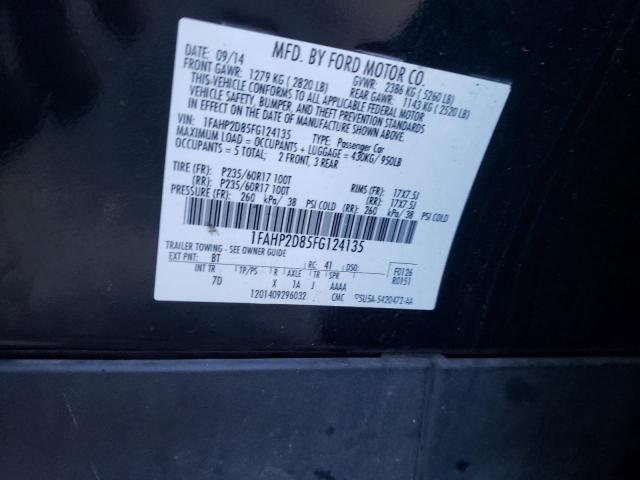 MFD. BY FORD MOTOR CO.
DATE: 09/14 GVWR: 2386 KG ( 5260 LB)
FRONT GAWR: 1279 KG ( 2820 LB) REAR GAWR: 1143 KG ( 2520 LB)
THIS VEHICLE CONFORMS TO ALL APPLICABLE FEDERAL MOTOR
VEHICLE SAFETY, BUMPER, AND THEFT PREVENTION STANDARDS
IN EFFECT ON THE DATE OF MANUFACTURE SHOWN ABOVE.
VIN: 1FAHP2D85FG124135 TYPE: Passenger Car
MAXIMUM LOAD = OCCUPANTS + LUGGAGE = 430KG/950LB
OCCUPANTS = 5 TOTAL; 2 FRONT, 3 REAR
TIRE (FR): P235/60R17 100T RIMS (FR): 17X7.5J
(RR): P235/60R17 100T (RR): 17X7.5J
PRESSURE (FR): 260 kPa/ 38 PSI COLD (RR): 260 kPa/ 38 PSI COLD
1FAHP2D85FG124135
TRAILER TOWING - SEE OWNER GUIDE
EXT PNT: BT RC: 41 DSO: F0126
R0151
INT TR TP/PS R AXLE TR SPR
7D X 1A J AAAA
1201409296032 CMC 5U5A-5420472-AA